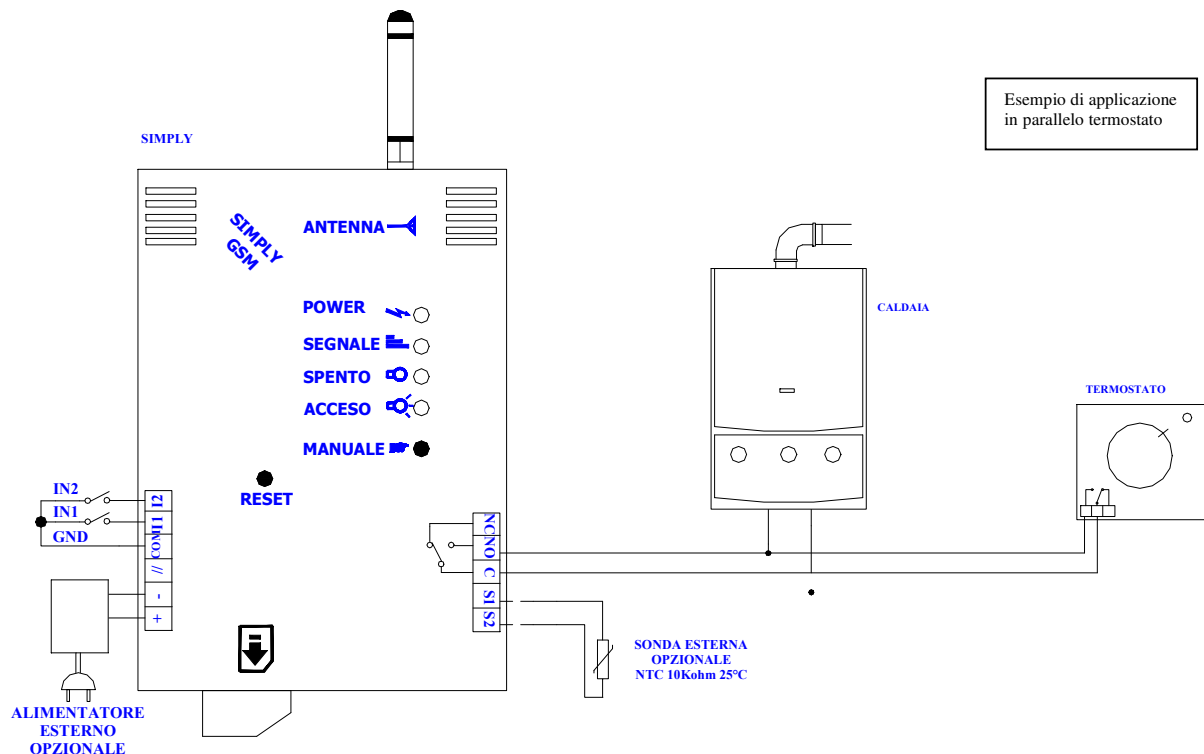 Esempio di applicazione
in parallelo termostato
SIMPLY
SIMPLY
GSM
ANTENNA
POWER
SEGNALE
SPENTO
ACCESO
MANUALE
RESET
CALDAIA
TERMOSTATO
IN2
IN1
GND
I2
I1
COM
//
-
+
NC
NO
C
S1
S2
SONDA ESTERNA
OPZIONALE
NTC 10Kohm 25°C
ALIMENTATORE
ESTERNO
OPZIONALE